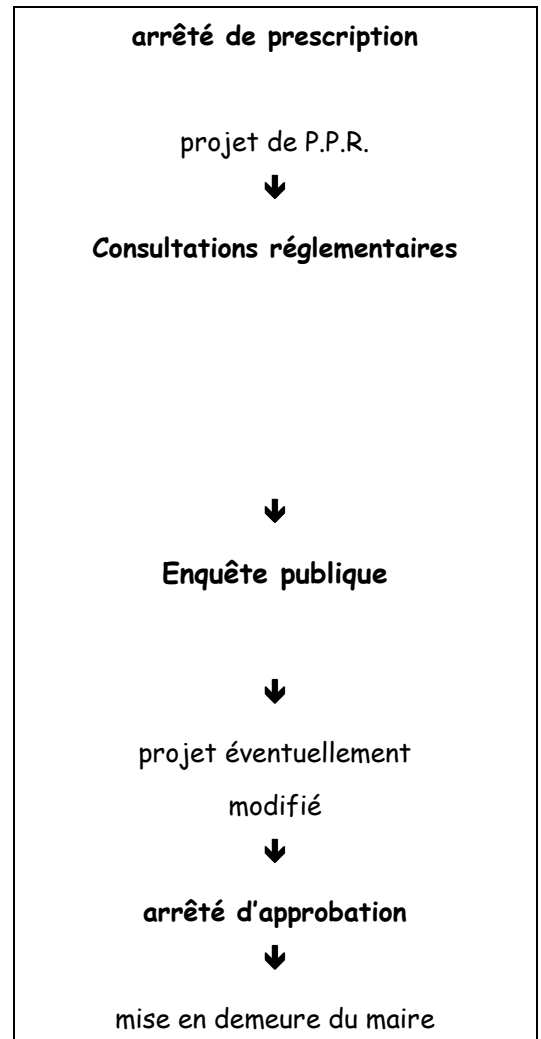 arrêté de prescription
projet de P.P.R.
🡻
Consultations réglementaires
🡻
Enquête publique
🡻
projet éventuellement
modifié
🡻
arrêté d'approbation
🡻
mise en demeure du maire